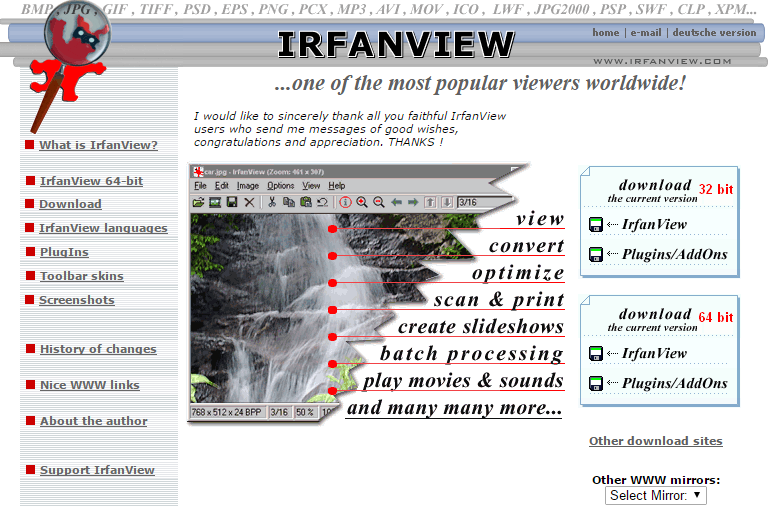 BMP , JPG , GIF , TIFF , PSD , EPS , PNG , PCX , MP3 , AVI , MOV , ICO , LWF , JPG2000 , PSP , SWF , CLP , XPM...
home | e-mail | deutsche version
IRFANVIEW
WWW.IRFANVIEW.COM
...one of the most popular viewers worldwide!
I would like to sincerely thank all you faithful IrfanView
users who send me messages of good wishes,
congratulations and appreciation. THANKS !
What is IrfanView?
IrfanView 64-bit
Download
IrfanView languages
PlugIns
Toolbar skins
Screenshots
History of changes
Nice WWW links
About the author
Support IrfanView
car.jpg - IrfanView (Zoom: 461 x 307)
File Edit Image Options View Help
3/16
view
convert
optimize
scan & print
create slideshows
batch processing
play movies & sounds
and many many more...
768 x 512 x 24 BPP 3/16 50 %
download 32 bit
the current version
IrfanView
Plugins/AddOns
download 64 bit
the current version
IrfanView
Plugins/AddOns
Other download sites
Other WWW mirrors:
Select Mirror: